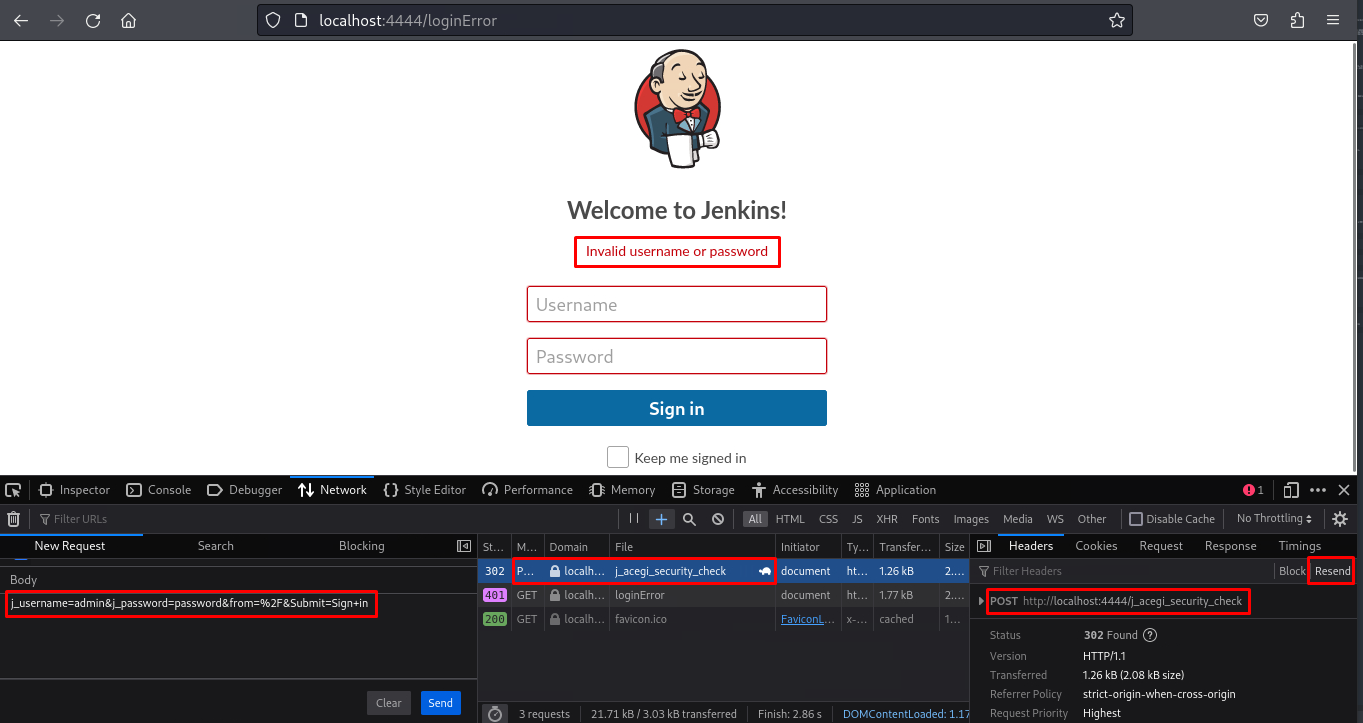 localhost:4444/loginError
Welcome to Jenkins!
Invalid username or password
Username
Password
Sign in
Keep me signed in
Inspector Console Debugger Network Style Editor Performance Memory Storage Accessibility Application 1
Filter URLs All HTML CSS JS XHR Fonts Images Media WS Other Disable Cache No Throttling
New Request Search Blocking
Body
j_username=admin&j_password=password&from=%2F&Submit=Sign+in
Clear Send
St... M... Domain File Initiator Ty... Transfer... Size
302 P... localh... j_acegi_security_check document ht... 1.26 kB 2....
401 GET localh... loginError document ht... 1.77 kB 2....
200 GET localh... favicon.ico FaviconL... x-... cached 1...
3 requests 21.71 kB / 3.03 kB transferred Finish: 2.86 s DOMContentLoaded: 1.17
Headers Cookies Request Response Timings
Filter Headers Block Resend
POST http://localhost:4444/j_acegi_security_check
Status 302 Found ?
Version HTTP/1.1
Transferred 1.26 kB (2.08 kB size)
Referrer Policy strict-origin-when-cross-origin
Request Priority Highest